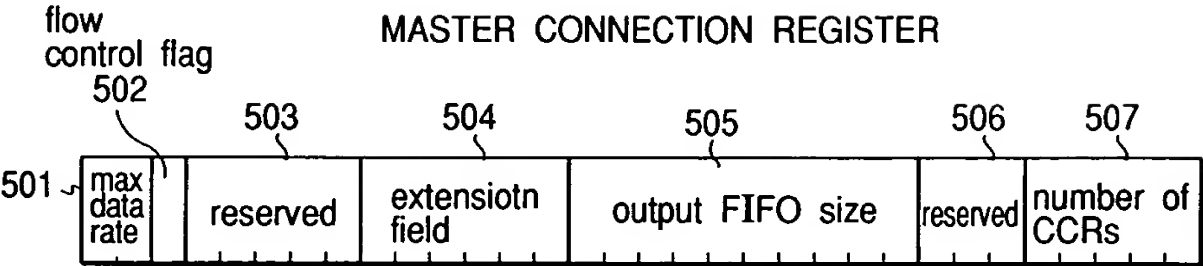 flow
control flag
MASTER CONNECTION REGISTER
502
503
504
505
506
507
501
max
data
rate
reserved
extensiotn
field
output FIFO size
reserved
number of
CCRs